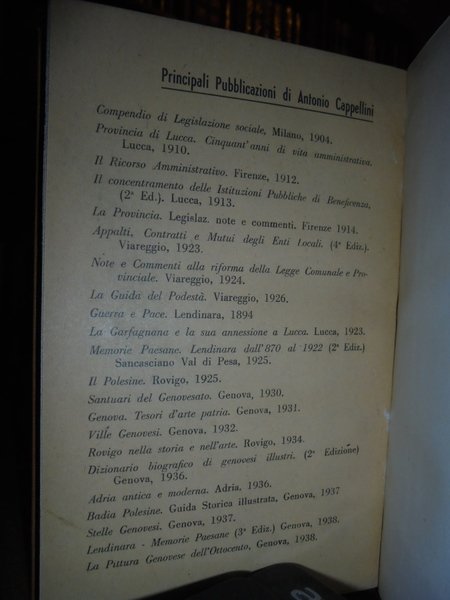 Principali Pubblicazioni di Antonio Cappellini
Compendio di Legislazione sociale, Milano, 1904.
Provincia di Lucca. Cinquant'anni di vita amministrativa.
Lucca, 1910.
Il Ricorso Amministrativo. Firenze, 1912.
Il concentramento delle Istituzioni Pubbliche di Beneficenza,
(2ª Ed.). Lucca, 1913.
La Provincia. Legislaz. note e commenti. Firenze 1914.
Appalti, Contratti e Mutui degli Enti Locali. (4ª Ediz.).
Viareggio, 1923.
Note e Commenti alla riforma della Legge Comunale e Pro-
vinciale. Viareggio, 1924.
La Guida del Podestà. Viareggio, 1926.
Guerra e Pace. Lendinara, 1894
La Garfagnana e la sua annessione a Lucca. Lucca, 1923.
Memorie Paesane. Lendinara dall'870 al 1922 (2ª Ediz.)
Sancasciano Val di Pesa, 1925.
Il Polesine. Rovigo, 1925.
Santuari del Genovesato. Genova, 1930.
Genova. Tesori d'arte patria. Genova, 1931.
Ville Genovesi. Genova, 1932.
Rovigo nella storia e nell'arte. Rovigo, 1934.
Dizionario biografico di genovesi illustri. (2ª Edizione)
Genova, 1936.
Adria antica e moderna. Adria, 1936.
Badia Polesine. Guida Storica illustrata, Genova, 1937
Stelle Genovesi. Genova, 1937.
Lendinara - Memorie Paesane (3ª Ediz.) Genova, 1938.
La Pittura Genovese dell'Ottocento, Genova, 1938.
2